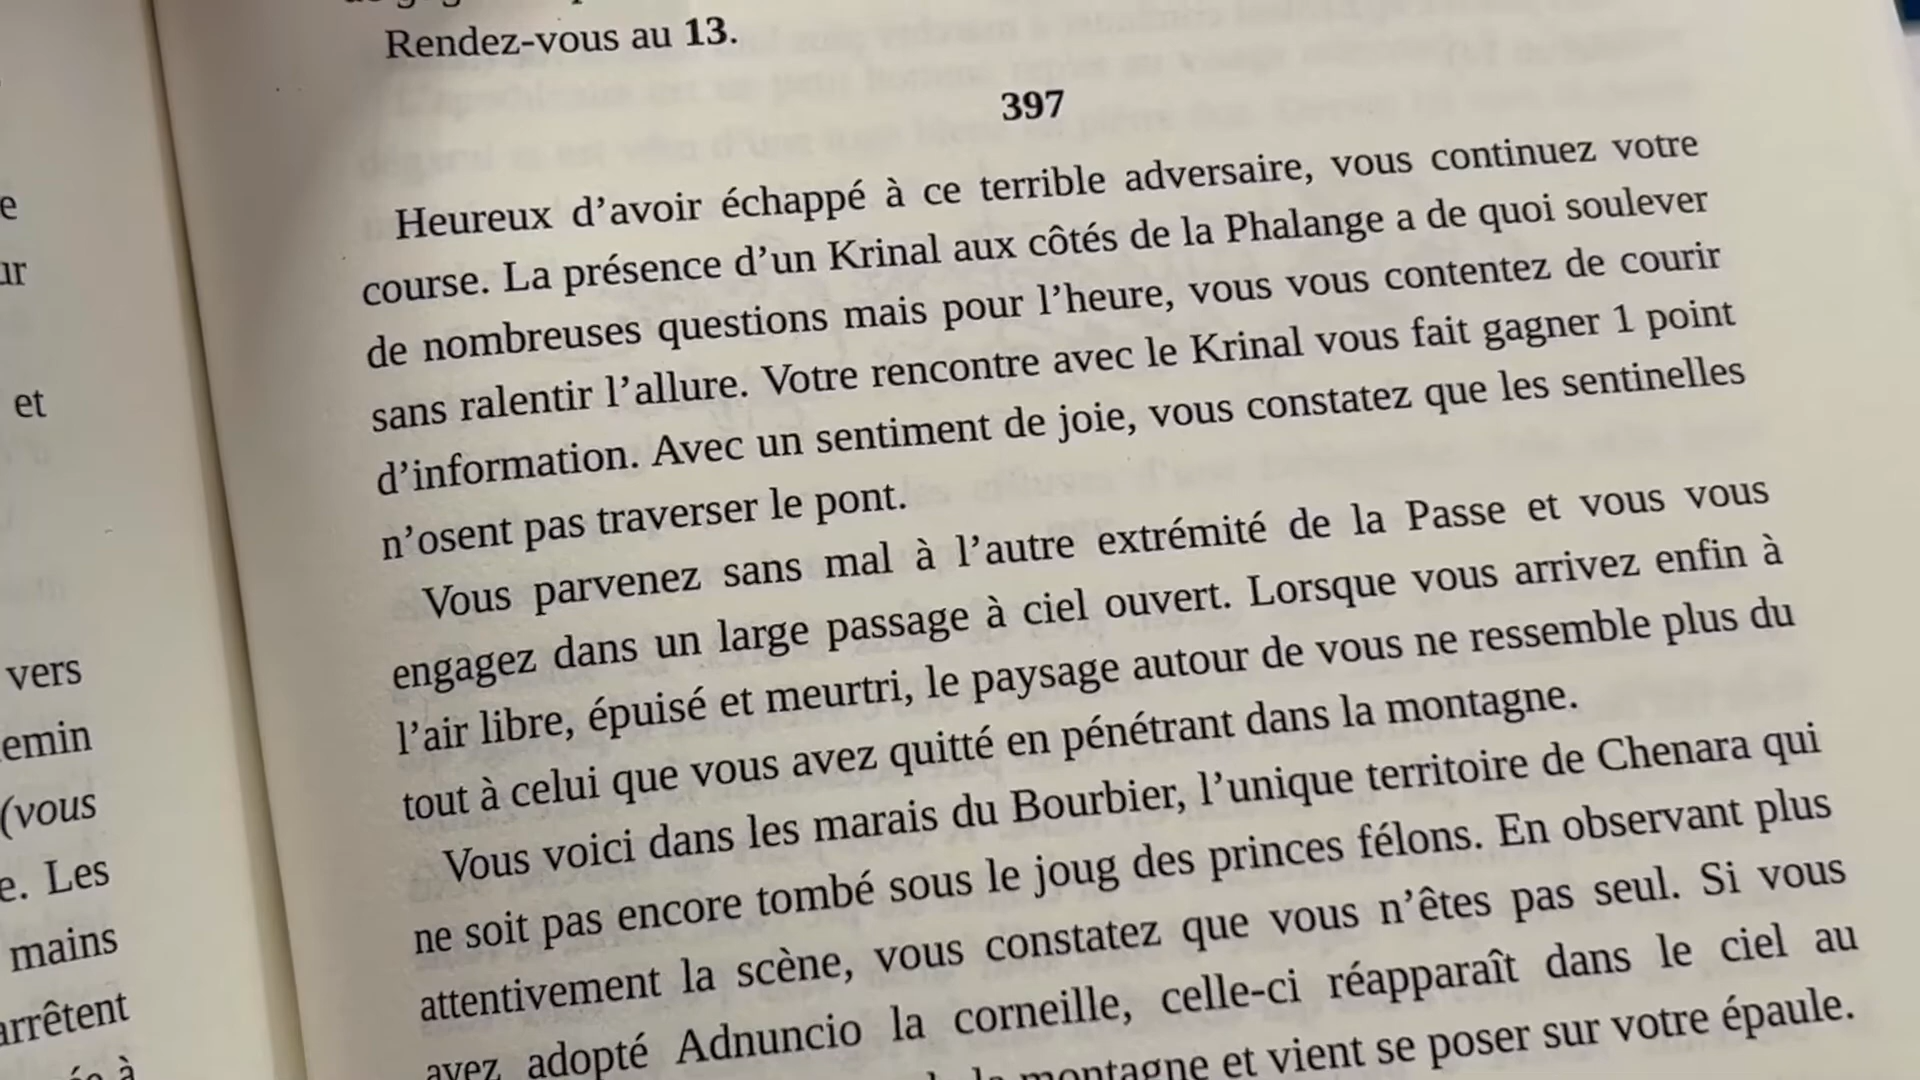 e
ur
et
vers
emin
(vous
e. Les
mains
arrêtent
Rendez-vous au 13.
397
Heureux d’avoir échappé à ce terrible adversaire, vous continuez votre
course. La présence d’un Krinal aux côtés de la Phalange a de quoi soulever
de nombreuses questions mais pour l’heure, vous vous contentez de courir
sans ralentir l’allure. Votre rencontre avec le Krinal vous fait gagner 1 point
d’information. Avec un sentiment de joie, vous constatez que les sentinelles
n’osent pas traverser le pont.
Vous parvenez sans mal à l’autre extrémité de la Passe et vous vous
engagez dans un large passage à ciel ouvert. Lorsque vous arrivez enfin à
l’air libre, épuisé et meurtri, le paysage autour de vous ne ressemble plus du
tout à celui que vous avez quitté en pénétrant dans la montagne.
Vous voici dans les marais du Bourbier, l’unique territoire de Chenara qui
ne soit pas encore tombé sous le joug des princes félons. En observant plus
attentivement la scène, vous constatez que vous n’êtes pas seul. Si vous
avez adopté Adnuncio la corneille, celle-ci réapparaît dans le ciel au
montagne et vient se poser sur votre épaule.